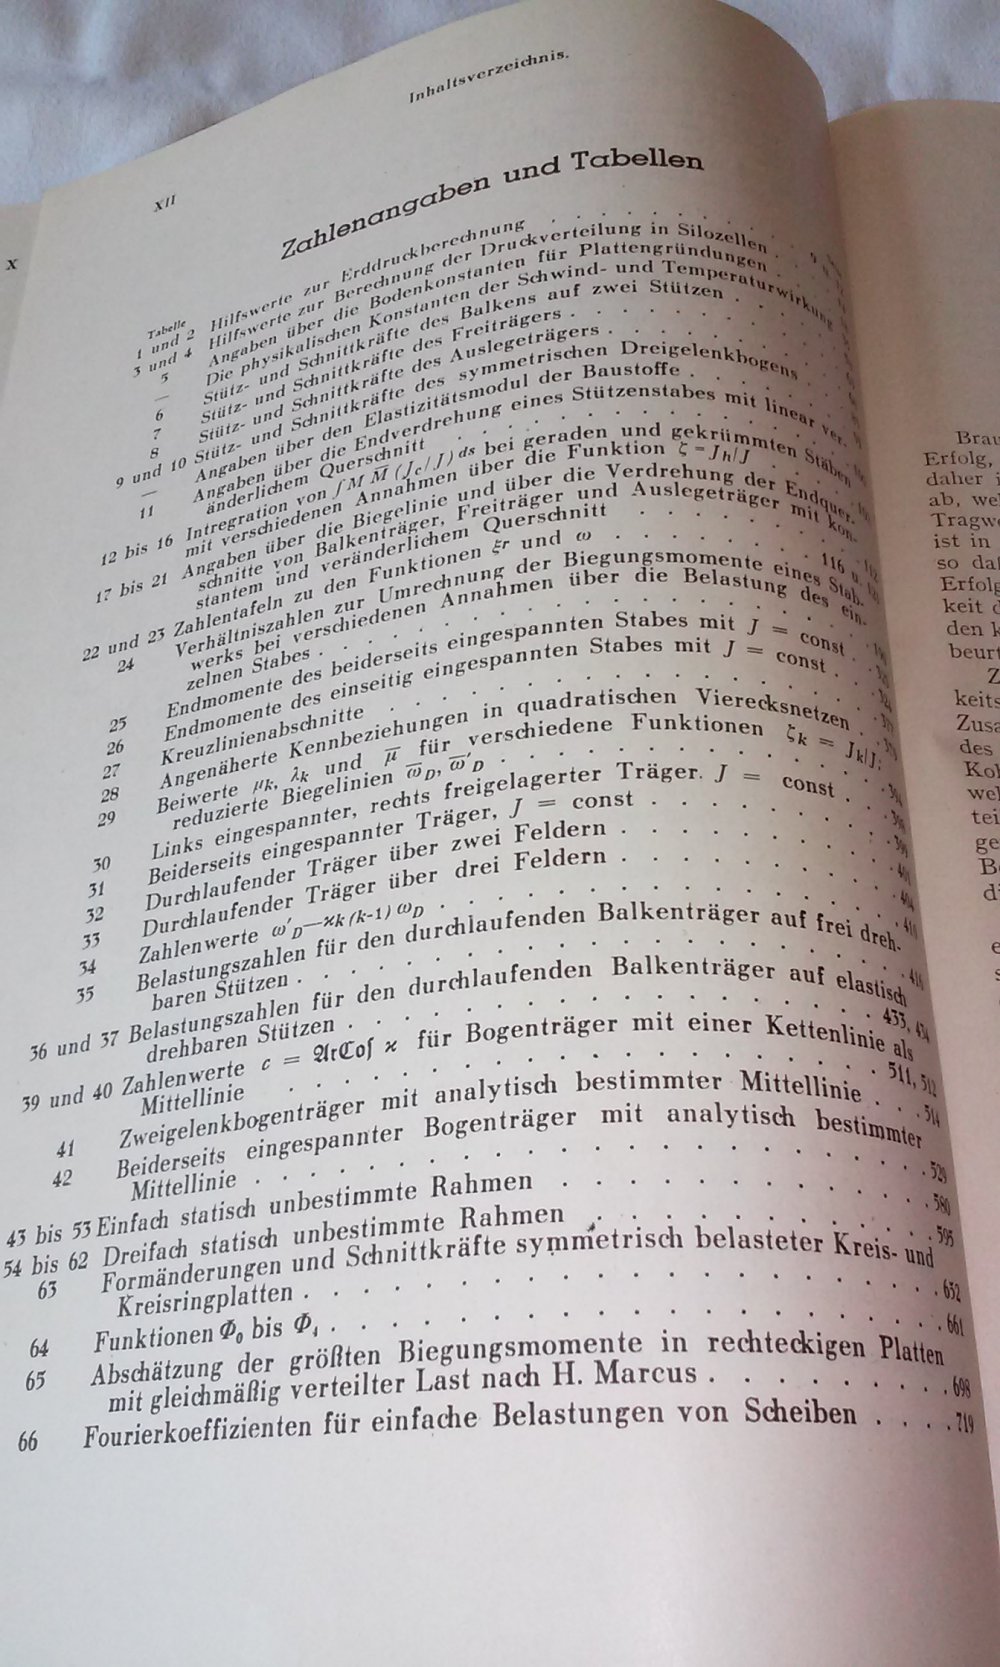 Inhaltsverzeichnis.
XII
X
Zahlenangaben und Tabellen
Tabelle
1 und 2 Hilfswerte zur Erddruckberechnung
3 und 4 Hilfswerte zur Berechnung der Druckverteilung in Silozellen
5 Angaben über die Bodenkonstanten für Plattengründungen
— Die physikalischen Konstanten der Schwind- und Temperaturwirkung
6 Stütz- und Schnittkräfte des Balkens auf zwei Stützen
7 Stütz- und Schnittkräfte des Freiträgers
8 Stütz- und Schnittkräfte des Auslegeträgers
9 und 10 Stütz- und Schnittkräfte des symmetrischen Dreigelenkbogens
— Angaben über den Elastizitätsmodul der Baustoffe
11 Angaben über die Endverdrehung eines Stützenstabes mit linear ver-
änderlichem Querschnitt
12 bis 16 Intregration von ∫ M M̅ (Jc/J) ds bei geraden und gekrümmten Stäben
mit verschiedenen Annahmen über die Funktion ζ = Jh/J
17 bis 21 Angaben über die Biegelinie und über die Verdrehung der Endquer-
schnitte von Balkenträger, Freiträger und Auslegeträger mit kon-
stantem und veränderlichem Querschnitt 116 u.
22 und 23 Zahlentafeln zu den Funktionen ξr und ω
24 Verhältniszahlen zur Umrechnung der Biegungsmomente eines Stab-
werks bei verschiedenen Annahmen über die Belastung des ein-
zelnen Stabes
25 Endmomente des beiderseits eingespannten Stabes mit J = const
26 Endmomente des einseitig eingespannten Stabes mit J = const
27 Kreuzlinienabschnitte
28 Angenäherte Kennbeziehungen in quadratischen Vierecksnetzen
29 Beiwerte μk, λk und μ̅ für verschiedene Funktionen ζk = Jk/J;
reduzierte Biegelinien ω̅D, ω̅′D
30 Links eingespannter, rechts freigelagerter Träger. J = const
31 Beiderseits eingespannter Träger, J = const 401
32 Durchlaufender Träger über zwei Feldern 404
33 Durchlaufender Träger über drei Feldern 410
34 Zahlenwerte ω′D—ϰk (k-1) ωD
35 Belastungszahlen für den durchlaufenden Balkenträger auf frei dreh-
baren Stützen 416
36 und 37 Belastungszahlen für den durchlaufenden Balkenträger auf elastisch
drehbaren Stützen 433, 434
39 und 40 Zahlenwerte c = ArCos ϰ für Bogenträger mit einer Kettenlinie als
Mittellinie 511, 512
41 Zweigelenkbogenträger mit analytisch bestimmter Mittellinie 514
42 Beiderseits eingespannter Bogenträger mit analytisch bestimmter
Mittellinie 529
43 bis 53 Einfach statisch unbestimmte Rahmen 580
54 bis 62 Dreifach statisch unbestimmte Rahmen 595
63 Formänderungen und Schnittkräfte symmetrisch belasteter Kreis- und
Kreisringplatten 652
64 Funktionen Φ0 bis Φ4 661
65 Abschätzung der größten Biegungsmomente in rechteckigen Platten
mit gleichmäßig verteilter Last nach H. Marcus 698
66 Fourierkoeffizienten für einfache Belastungen von Scheiben 719
Erfolg,
daher
ab,
ist in
Erfolg